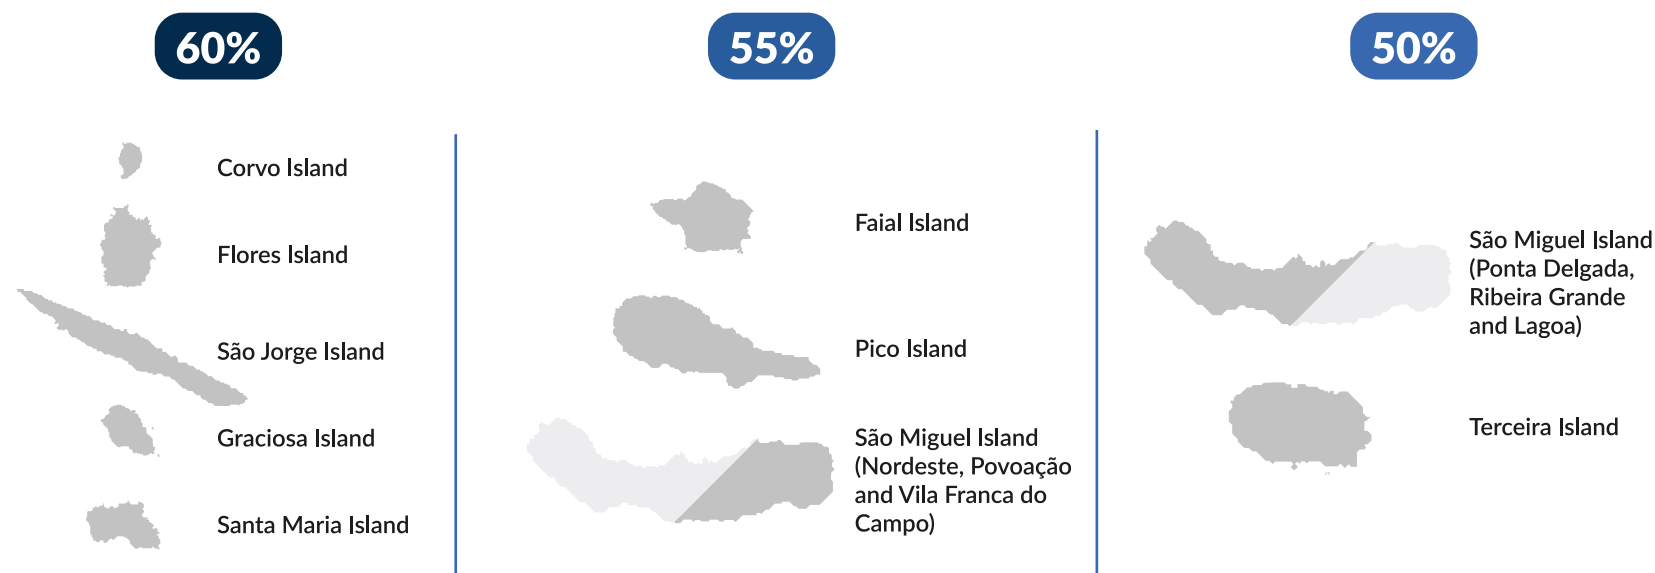 60%
Corvo Island
Flores Island
São Jorge Island
Graciosa Island
Santa Maria Island
55%
Faial Island
Pico Island
São Miguel Island
(Nordeste, Povoação
and Vila Franca do
Campo)
50%
São Miguel Island
(Ponta Delgada,
Ribeira Grande
and Lagoa)
Terceira Island